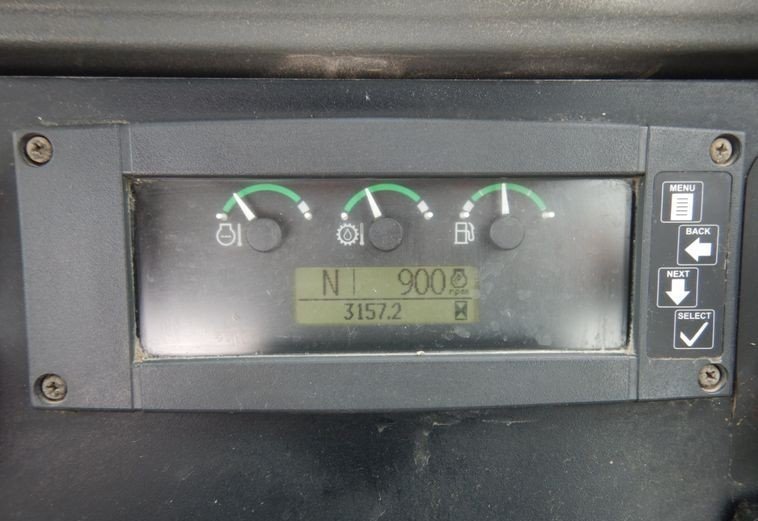 N 900 rpm
3157.2
MENU
BACK
NEXT
SELECT